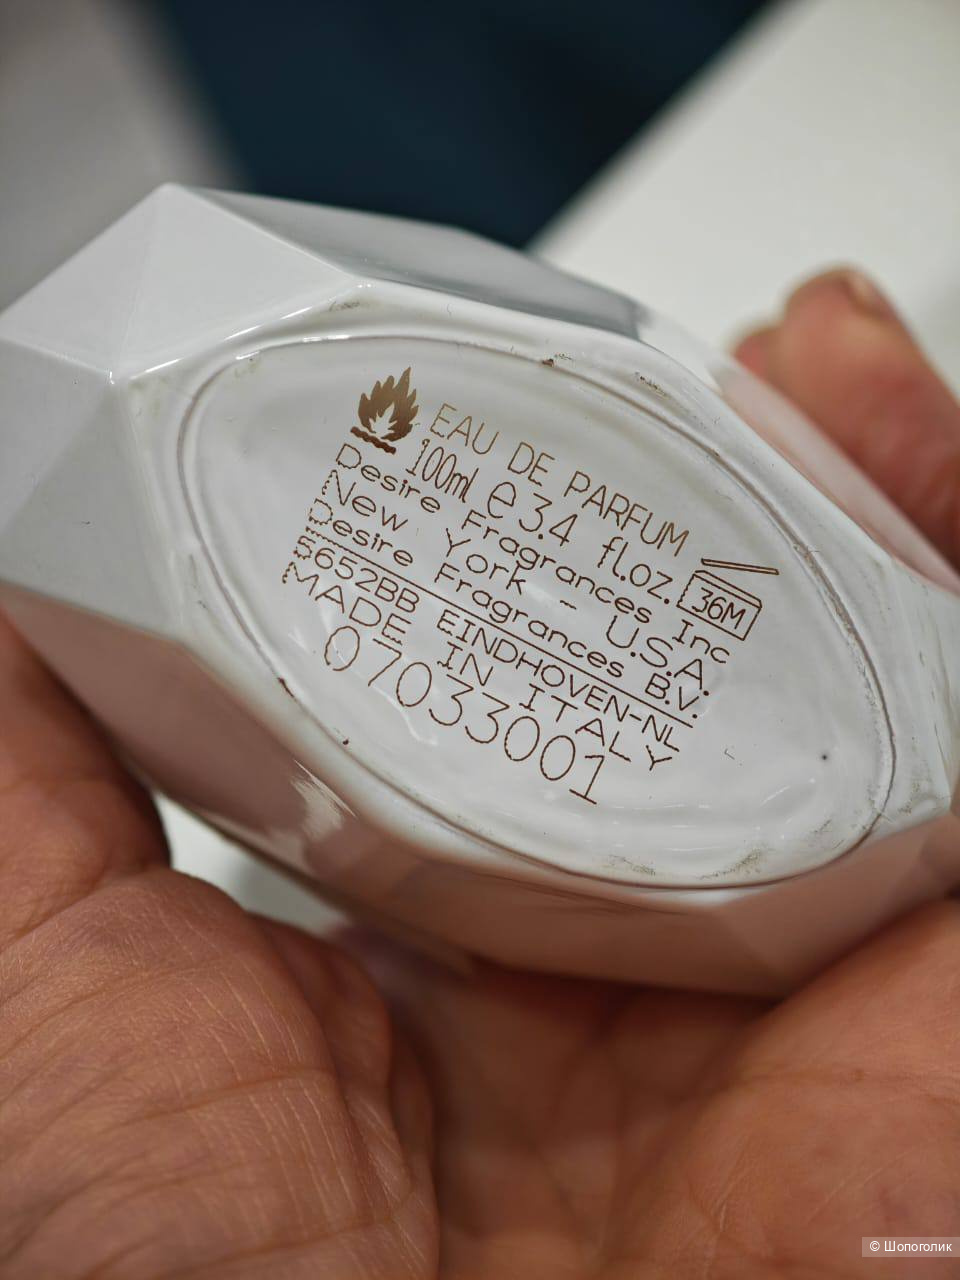 EAU DE PARFUM
100ml e 3.4 fl.oz.
36M
Desire Fragrances Inc
New York - U.S.A.
Desire Fragrances B.V.
5652BB EINDHOVEN-NL
MADE IN ITALY
07033001
© Шопоголик